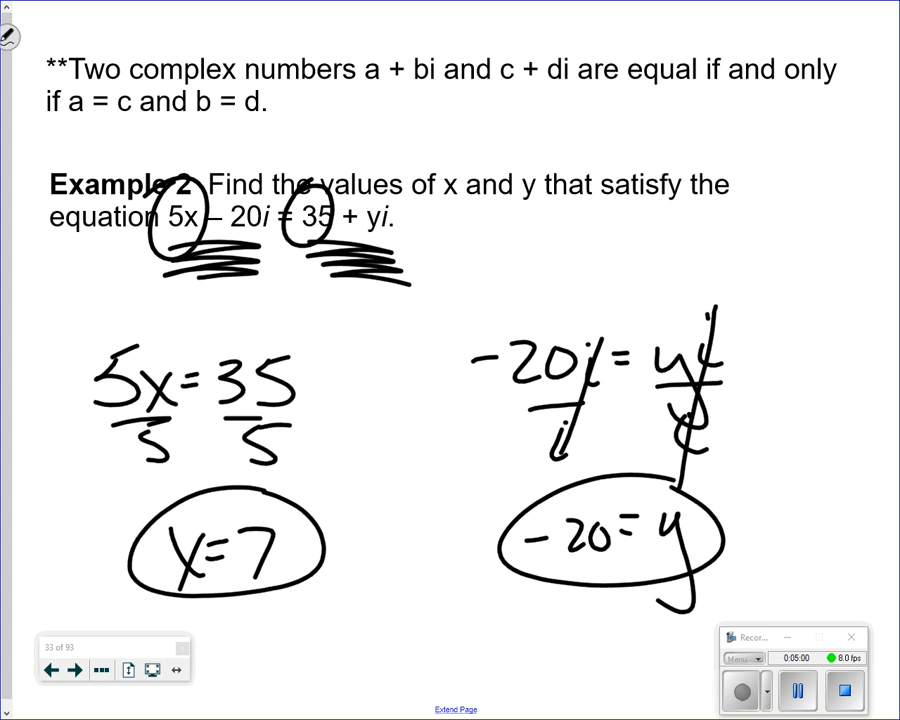 **Two complex numbers a + bi and c + di are equal if and only
if a = c and b = d.
Example 2 Find the values of x and y that satisfy the
equation 5x – 20i = 35 + yi.
5x = 35
5 5
x = 7
-20i = yi
i i
-20 = y
33 of 93
Recor...
Menu
0:05:00
8.0 fps
Extend Page